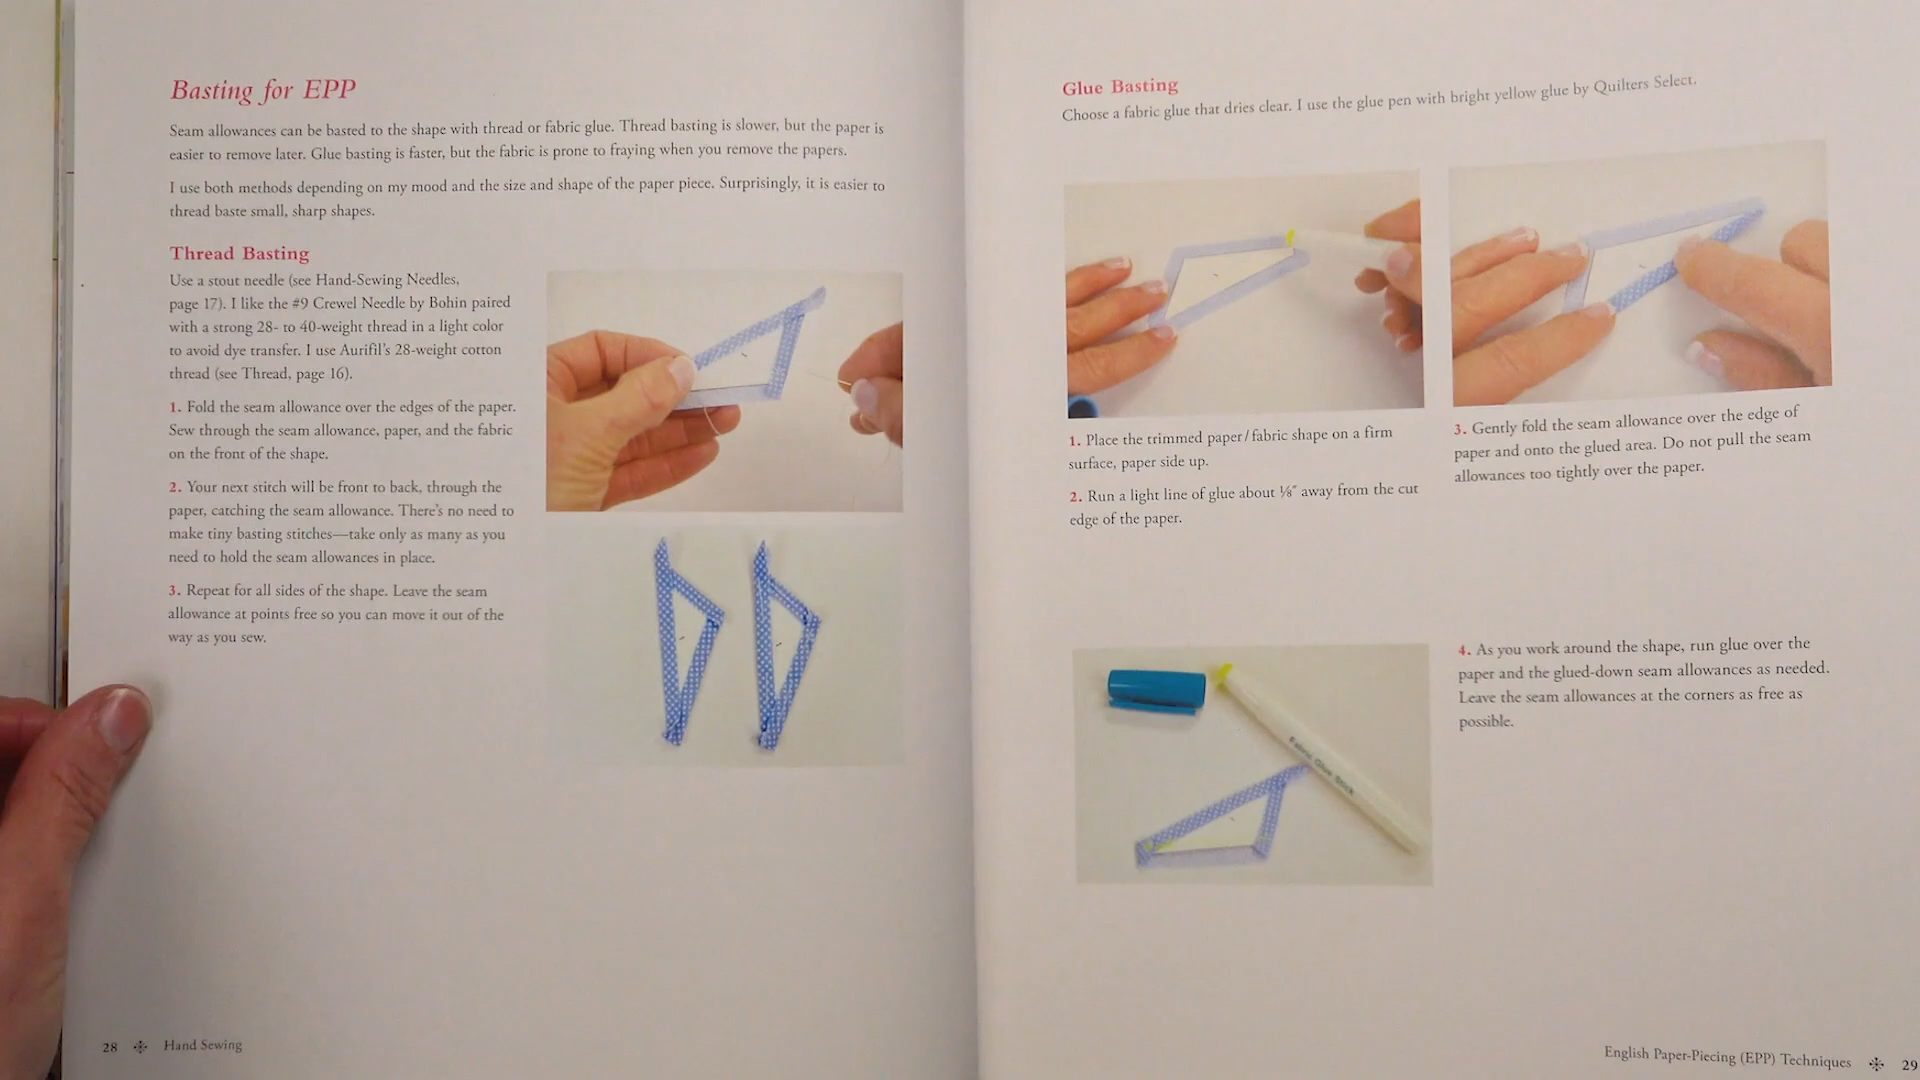 Basting for EPP
Seam allowances can be basted to the shape with thread or fabric glue. Thread basting is slower, but the paper is
easier to remove later. Glue basting is faster, but the fabric is prone to fraying when you remove the papers.
I use both methods depending on my mood and the size and shape of the paper piece. Surprisingly, it is easier to
thread baste small, sharp shapes.
Thread Basting
Use a stout needle (see Hand-Sewing Needles,
page 17). I like the #9 Crewel Needle by Bohin paired
with a strong 28- to 40-weight thread in a light color
to avoid dye transfer. I use Aurifil's 28-weight cotton
thread (see Thread, page 16).
1. Fold the seam allowance over the edges of the paper.
Sew through the seam allowance, paper, and the fabric
on the front of the shape.
2. Your next stitch will be front to back, through the
paper, catching the seam allowance. There's no need to
make tiny basting stitches—take only as many as you
need to hold the seam allowances in place.
3. Repeat for all sides of the shape. Leave the seam
allowance at points free so you can move it out of the
way as you sew.
28 Hand Sewing
Glue Basting
Choose a fabric glue that dries clear. I use the glue pen with bright yellow glue by Quilters Select.
1. Place the trimmed paper/fabric shape on a firm
surface, paper side up.
2. Run a light line of glue about ⅛″ away from the cut
edge of the paper.
3. Gently fold the seam allowance over the edge of
paper and onto the glued area. Do not pull the seam
allowances too tightly over the paper.
Fabric Glue Stick
4. As you work around the shape, run glue over the
paper and the glued-down seam allowances as needed.
Leave the seam allowances at the corners as free as
possible.
English Paper-Piecing (EPP) Techniques 29